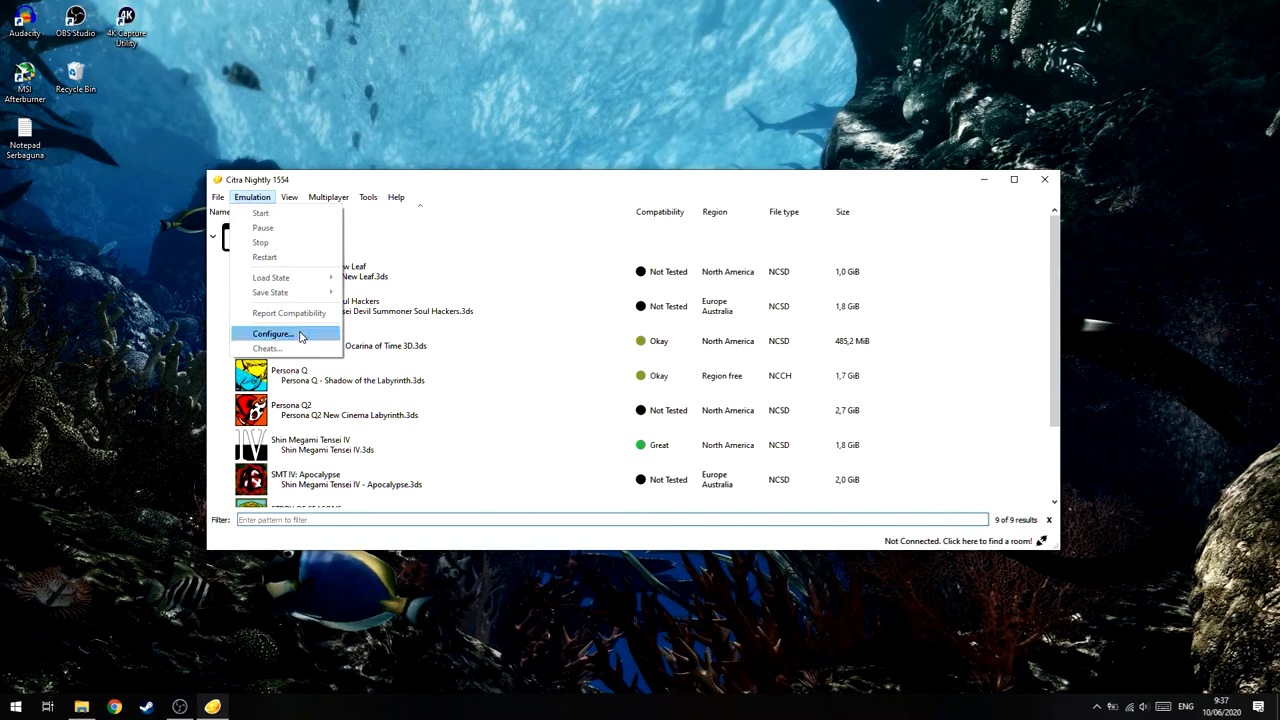 Audacity
OBS Studio
4K Capture
Utility
MSI
Afterburner
Recycle Bin
Notepad
Serbaguna
Citra Nightly 1554
File Emulation View Multiplayer Tools Help
Name Compatibility Region File type Size
Start
Pause
Stop
Restart
Load State
Save State
Report Compatibility
Configure...
Cheats...
w Leaf
New Leaf.3ds
Not Tested North America NCSD 1,0 GiB
ul Hackers
sei Devil Summoner Soul Hackers.3ds
Not Tested Europe
Australia NCSD 1,8 GiB
Ocarina of Time 3D.3ds
Okay North America NCSD 485,2 MiB
Persona Q
Persona Q - Shadow of the Labyrinth.3ds
Okay Region free NCCH 1,7 GiB
Persona Q2
Persona Q2 New Cinema Labyrinth.3ds
Not Tested North America NCSD 2,7 GiB
IV
Shin Megami Tensei IV
Shin Megami Tensei IV.3ds
Great North America NCSD 1,8 GiB
SMT IV: Apocalypse
Shin Megami Tensei IV - Apocalypse.3ds
Not Tested Europe
Australia NCSD 2,0 GiB
Filter: Enter pattern to filter 9 of 9 results X
Not Connected. Click here to find a room!
ENG
9:37
10/06/2020